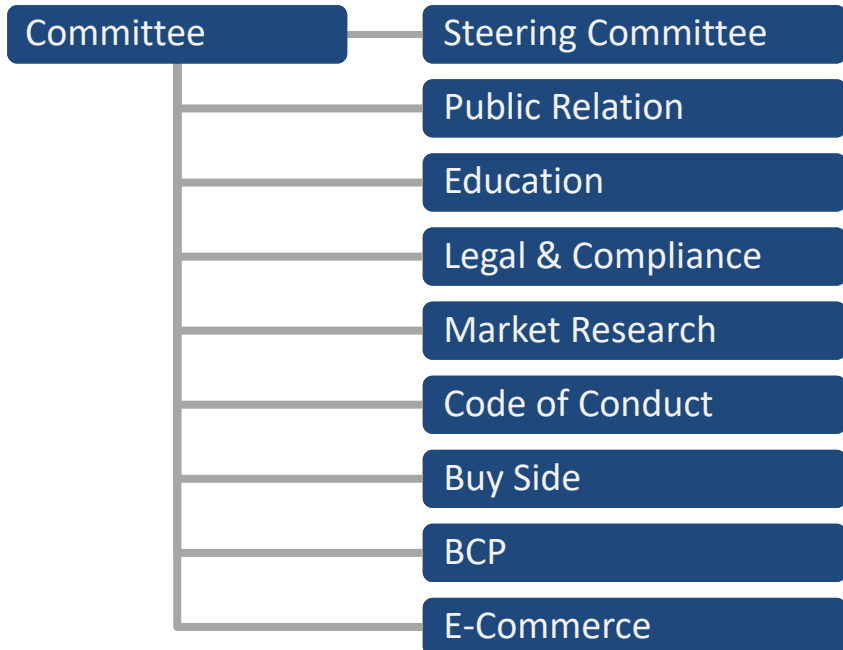 Committee
Steering Committee
Public Relation
Education
Legal & Compliance
Market Research
Code of Conduct
Buy Side
BCP
E-Commerce